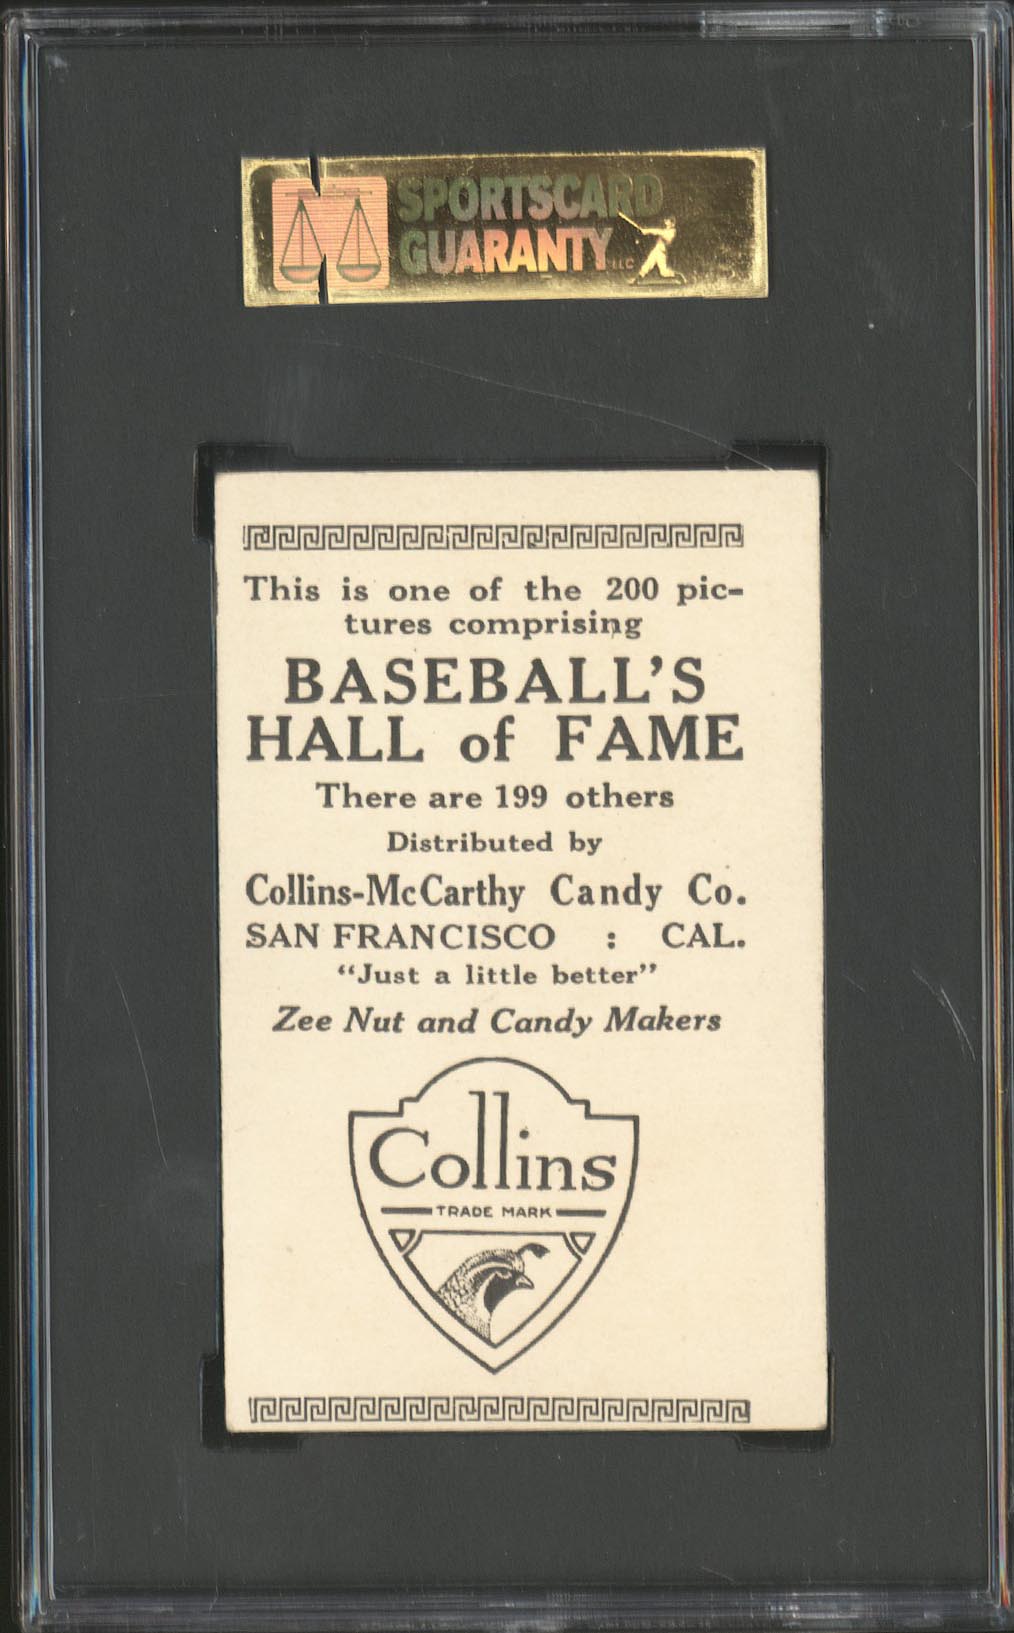 SPORTSCARD
GUARANTY LLC
This is one of the 200 pic-
tures comprising
BASEBALL'S
HALL of FAME
There are 199 others
Distributed by
Collins-McCarthy Candy Co.
SAN FRANCISCO : CAL.
“Just a little better”
Zee Nut and Candy Makers
Collins
TRADE MARK